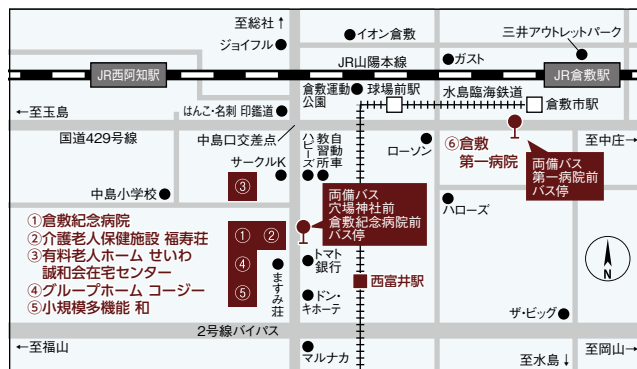 至総社↑
ジョイフル
イオン倉敷
三井アウトレットパーク
JR山陽本線
ガスト
JR西阿知駅
JR倉敷駅
倉敷運動
公園
球場前駅
水島臨海鉄道
倉敷市駅
←至玉島
はんこ・名刺 印鑑道
国道429号線
中島口交差点
ハピーズ
自動車
教習所
ローソン
⑥倉敷
第一病院
至中庄→
両備バス
第一病院前
バス停
サークルK
中島小学校
③
両備バス
穴場神社前
倉敷紀念病院前
バス停
ハローズ
①倉敷紀念病院
②介護老人保健施設 福寿荘
③有料老人ホーム せいわ
誠和会在宅センター
④グループホーム コージー
⑤小規模多機能 和
①
②
④
⑤
ますみ荘
トマト
銀行
西富井駅
ドン・
キホーテ
ザ・ビッグ
N
2号線バイパス
←至福山
マルナカ
至水島↓
至岡山→